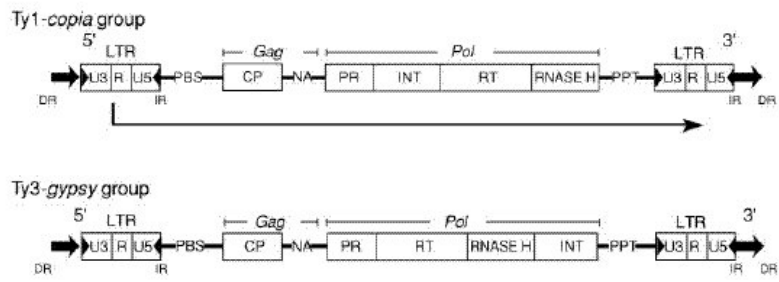 Ty1-copia group
5' 3'
LTR Gag Pol LTR
U3 R U5 PBS CP NA PR INT RT RNASE H PPT U3 R U5
DR IR IR DR
Ty3-gypsy group
5' 3'
LTR Gag Pol LTR
U3 R U5 PBS CP NA PR RT RNASE H INT PPT U3 R U5
DR IR IR DR